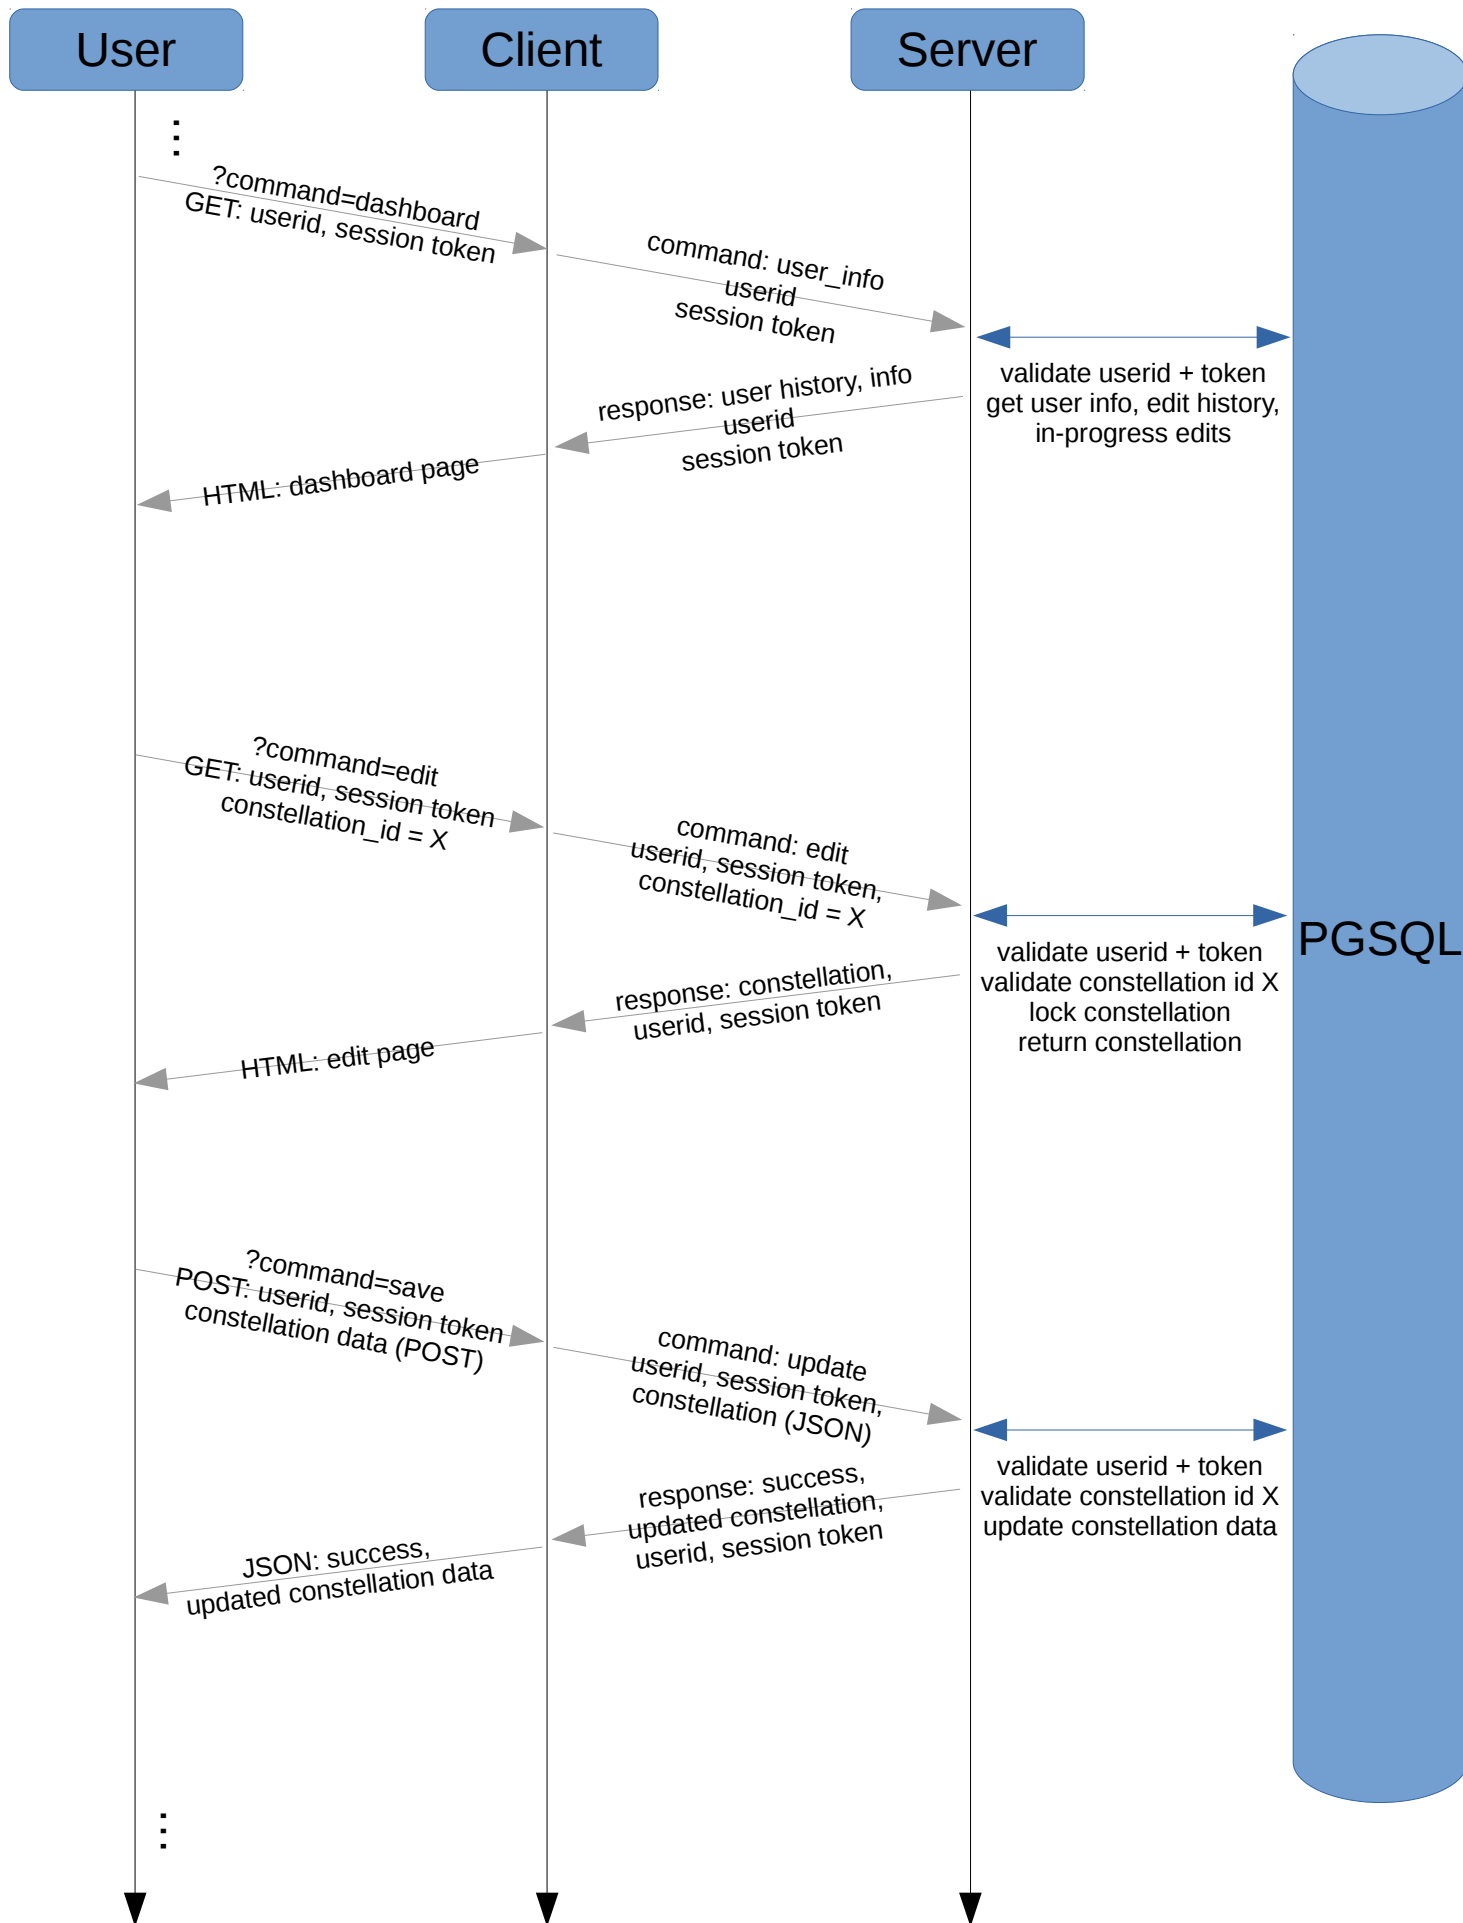 User
Client
Server
...
?command=dashboard
GET: userid, session token
command: user_info
userid
session token
validate userid + token
get user info, edit history,
in-progress edits
response: user history, info
userid
session token
HTML: dashboard page
?command=edit
GET: userid, session token
constellation_id = X
command: edit
userid, session token,
constellation_id = X
PGSQL
validate userid + token
validate constellation id X
lock constellation
return constellation
response: constellation,
userid, session token
HTML: edit page
?command=save
POST: userid, session token
constellation data (POST)
command: update
userid, session token,
constellation (JSON)
validate userid + token
validate constellation id X
update constellation data
response: success,
updated constellation,
userid, session token
JSON: success,
updated constellation data
...